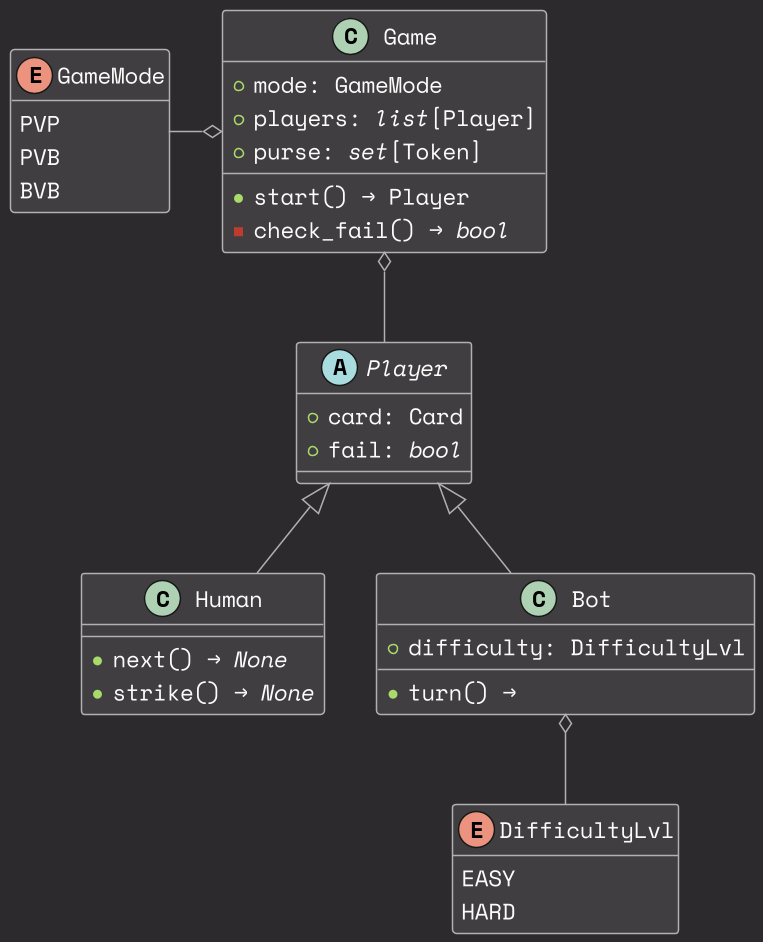 E GameMode
PVP
PVB
BVB
C Game
mode: GameMode
players: list[Player]
purse: set[Token]
start() → Player
check_fail() → bool
A Player
card: Card
fail: bool
C Human
next() → None
strike() → None
C Bot
difficulty: DifficultyLvl
turn() →
E DifficultyLvl
EASY
HARD